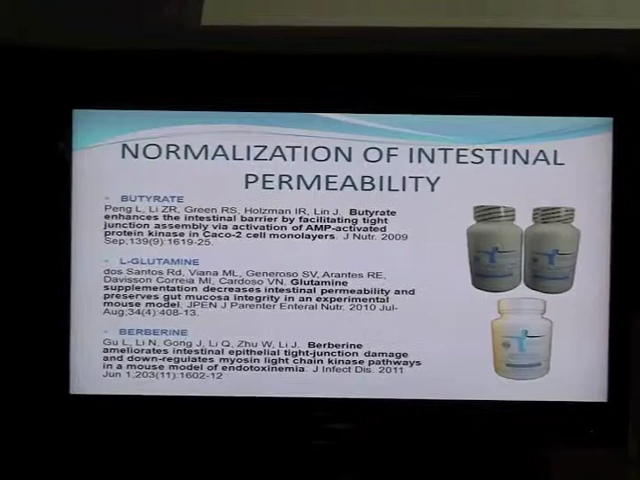 NORMALIZATION OF INTESTINAL
PERMEABILITY
BUTYRATE
Peng L, Li ZR, Green RS, Holzman IR, Lin J. Butyrate
enhances the intestinal barrier by facilitating tight
junction assembly via activation of AMP-activated
protein kinase in Caco-2 cell monolayers. J Nutr. 2009
Sep;139(9):1619-25.
L-GLUTAMINE
dos Santos Rd, Viana ML, Generoso SV, Arantes RE,
Davisson Correia MI, Cardoso VN. Glutamine
supplementation decreases intestinal permeability and
preserves gut mucosa integrity in an experimental
mouse model. JPEN J Parenter Enteral Nutr. 2010 Jul-
Aug;34(4):408-13.
BERBERINE
Gu L, Li N, Gong J, Li Q, Zhu W, Li J. Berberine
ameliorates intestinal epithelial tight-junction damage
and down-regulates myosin light chain kinase pathways
in a mouse model of endotoxinemia. J Infect Dis. 2011
Jun 1;203(11):1602-12